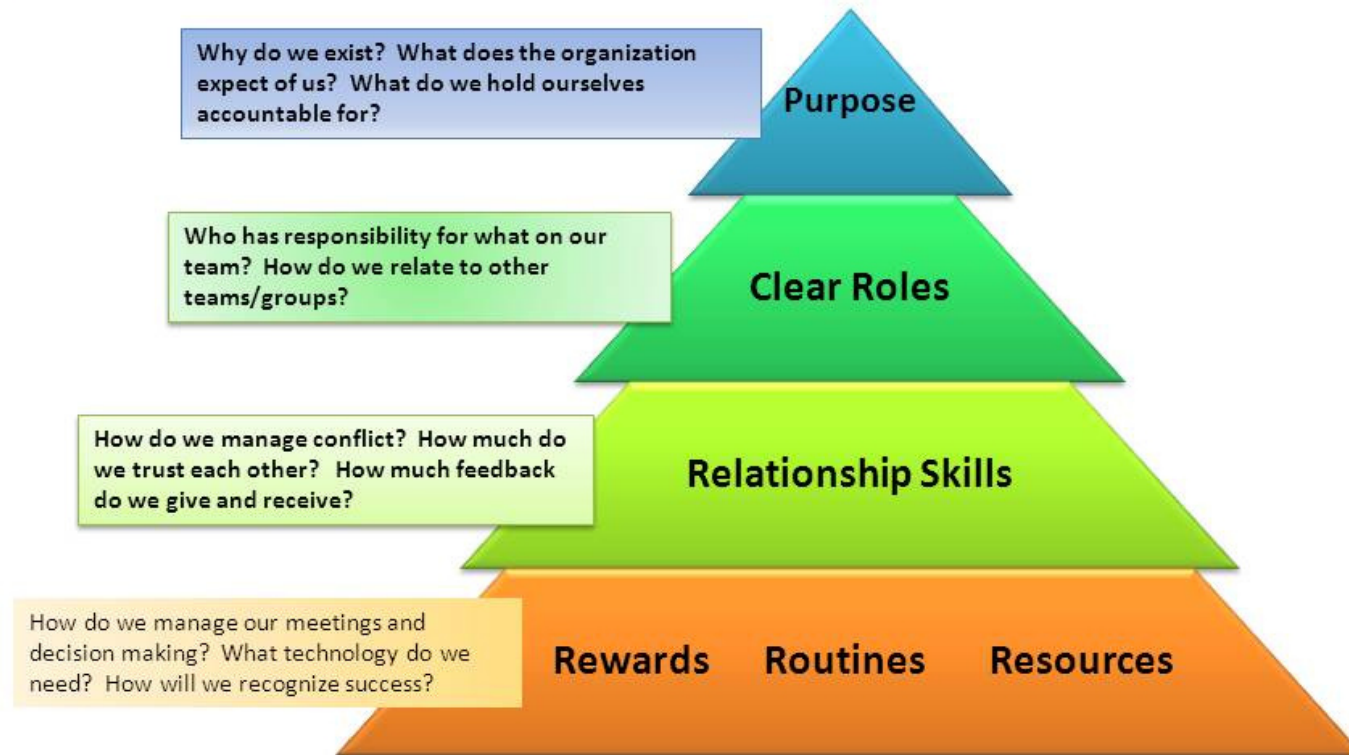 Why do we exist?  What does the organization
expect of us?  What do we hold ourselves
accountable for?
Purpose
Who has responsibility for what on our
team?  How do we relate to other
teams/groups?
Clear Roles
How do we manage conflict?  How much do
we trust each other?   How much feedback
do we give and receive?
Relationship Skills
How do we manage our meetings and
decision making?  What technology do we
need?  How will we recognize success?
Rewards Routines Resources